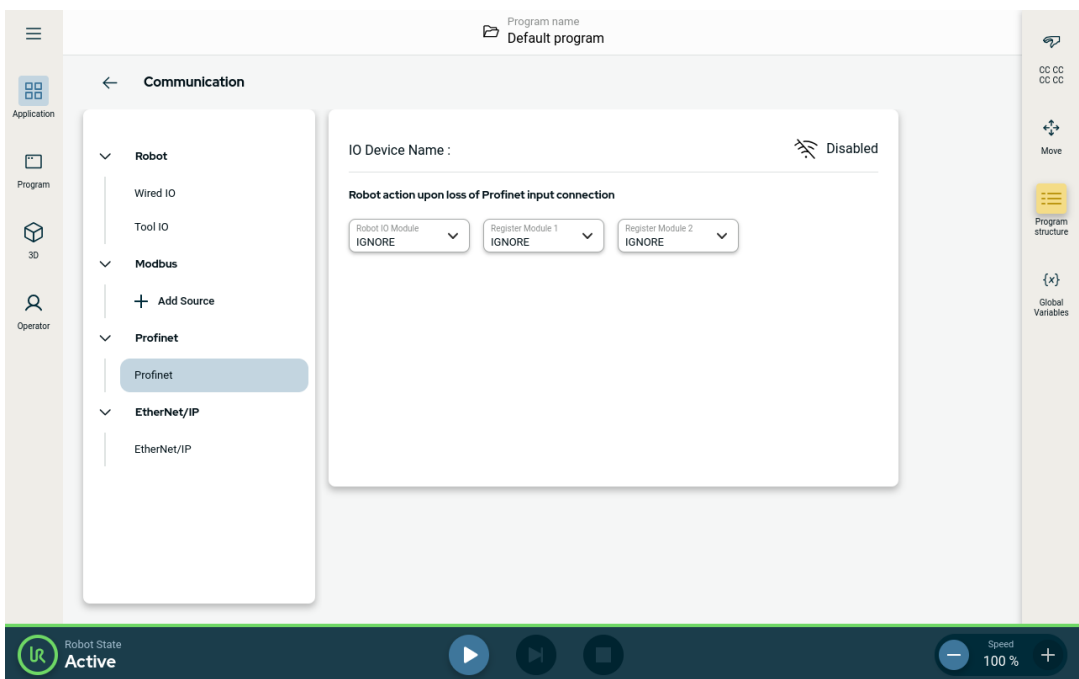 Program name
Default program
Application
Program
3D
Operator
Communication
Robot
Wired IO
Tool IO
Modbus
Add Source
Profinet
Profinet
EtherNet/IP
EtherNet/IP
IO Device Name :
Disabled
Robot action upon loss of Profinet input connection
Robot IO Module
IGNORE
Register Module 1
IGNORE
Register Module 2
IGNORE
CC CC
CC CC
Move
Program
structure
{x}
Global
Variables
UR
Robot State
Active
Speed
100 %